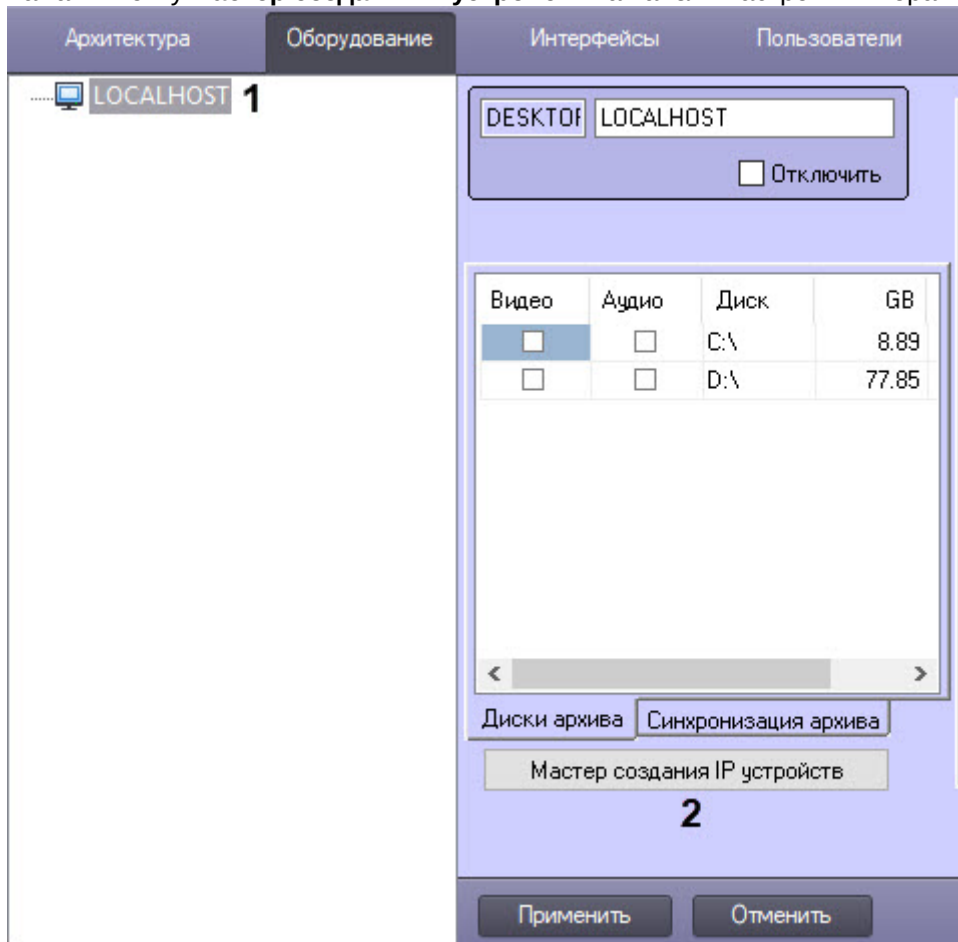 Архитектура Оборудование Интерфейсы Пользователи
LOCALHOST 1
DESKTOP LOCALHOST
Отключить
Видео Аудио Диск GB
C:\ 8.89
D:\ 77.85
Диски архива Синхронизация архива
Мастер создания IP устройств
2
Применить Отменить